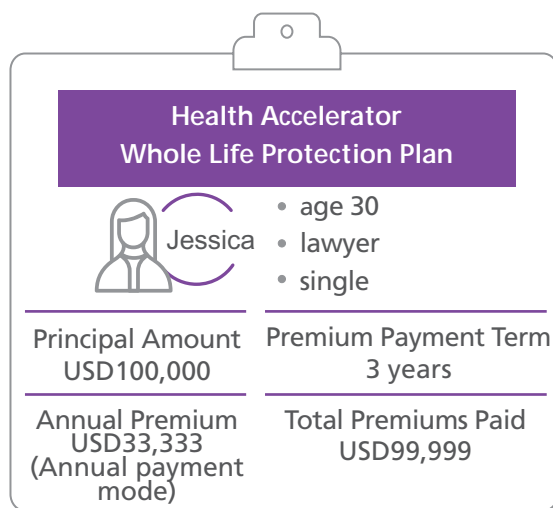 Health Accelerator
Whole Life Protection Plan
Jessica
• age 30
• lawyer
• single
Principal Amount
USD100,000
Premium Payment Term
3 years
Annual Premium
USD33,333
(Annual payment
mode)
Total Premiums Paid
USD99,999